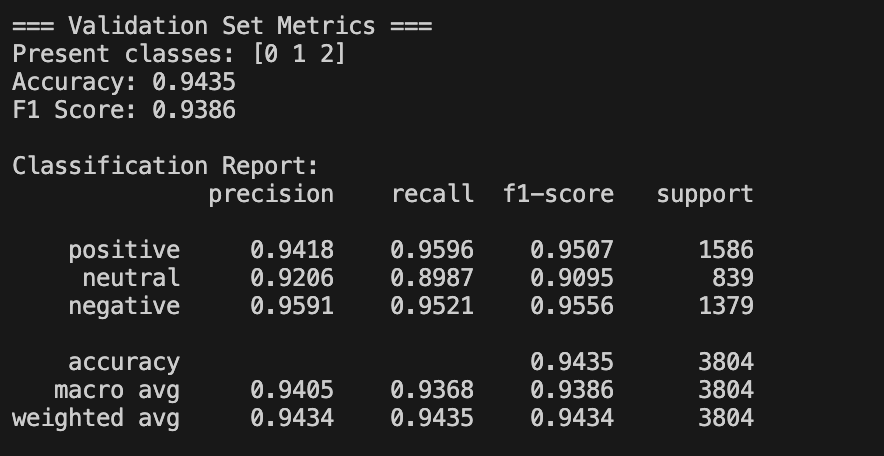 === Validation Set Metrics ===
Present classes: [0 1 2]
Accuracy: 0.9435
F1 Score: 0.9386
Classification Report:
precision recall f1-score support
positive 0.9418 0.9596 0.9507 1586
neutral 0.9206 0.8987 0.9095 839
negative 0.9591 0.9521 0.9556 1379
accuracy 0.9435 3804
macro avg 0.9405 0.9368 0.9386 3804
weighted avg 0.9434 0.9435 0.9434 3804